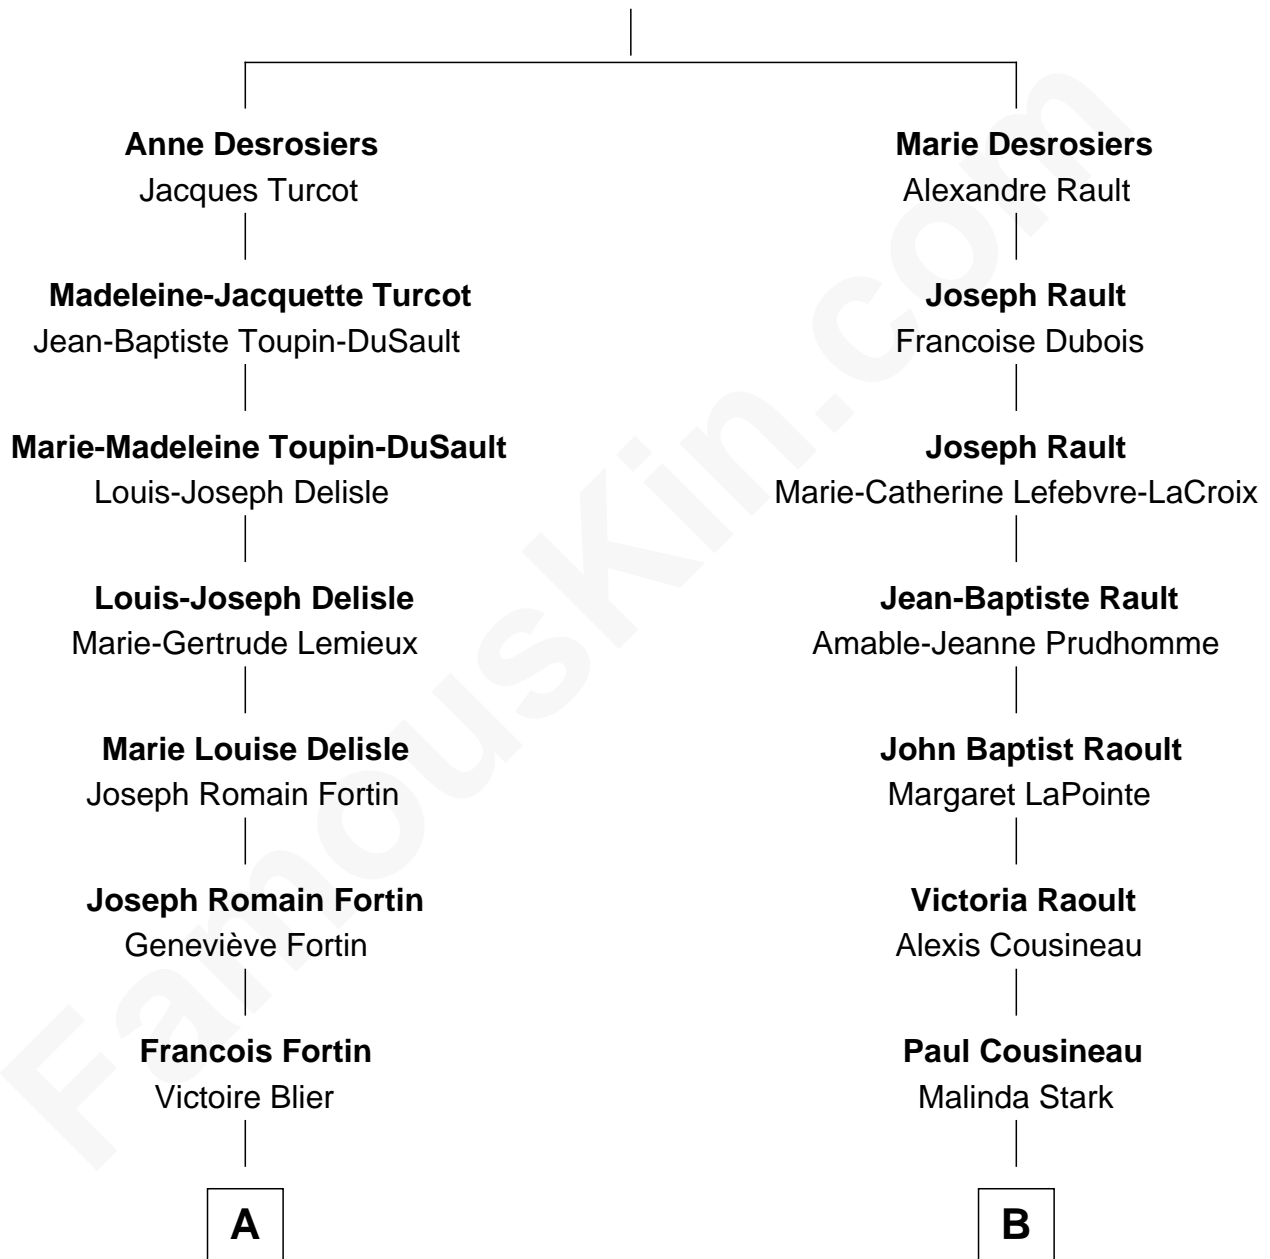 Anne Desrosiers
Jacques Turcot
Madeleine-Jacquette Turcot
Jean-Baptiste Toupin-DuSault
Marie-Madeleine Toupin-DuSault
Louis-Joseph Delisle
Louis-Joseph Delisle
Marie-Gertrude Lemieux
Marie Louise Delisle
Joseph Romain Fortin
Joseph Romain Fortin
Geneviève Fortin
Francois Fortin
Victoire Blier
A
Marie Desrosiers
Alexandre Rault
Joseph Rault
Francoise Dubois
Joseph Rault
Marie-Catherine Lefebvre-LaCroix
Jean-Baptiste Rault
Amable-Jeanne Prudhomme
John Baptist Raoult
Margaret LaPointe
Victoria Raoult
Alexis Cousineau
Paul Cousineau
Malinda Stark
B
FamousKin.com